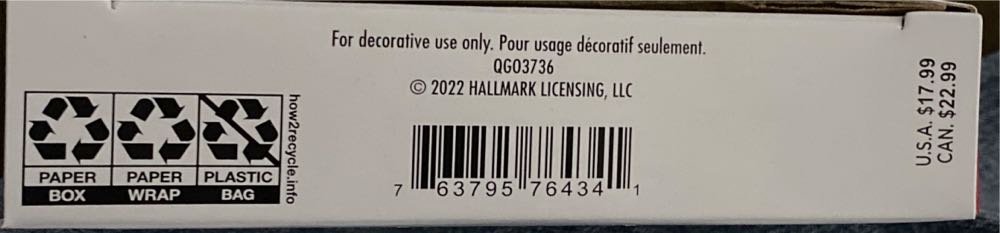 For decorative use only. Pour usage décoratif seulement.
QGO3736
© 2022 HALLMARK LICENSING, LLC
PAPER
BOX
PAPER
WRAP
PLASTIC
BAG
how2recycle.info
7 63795 76434 1
U.S.A. $17.99
CAN. $22.99